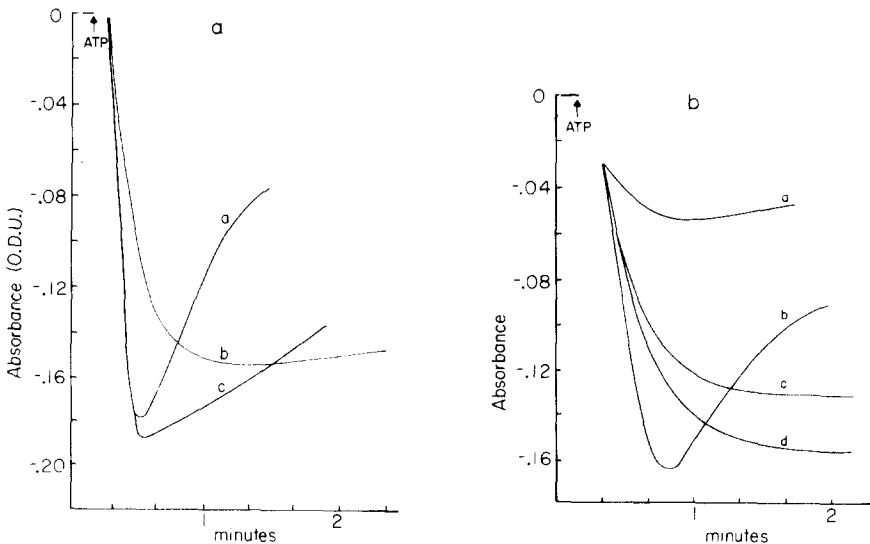 a
0
ATP
-.04
-.08
-.12
-.16
-.20
Absorbance (O.D.U.)
a
b
c
1
2
minutes
b
0
ATP
-.04
-.08
-.12
-.16
Absorbance
a
b
c
d
1
2
minutes